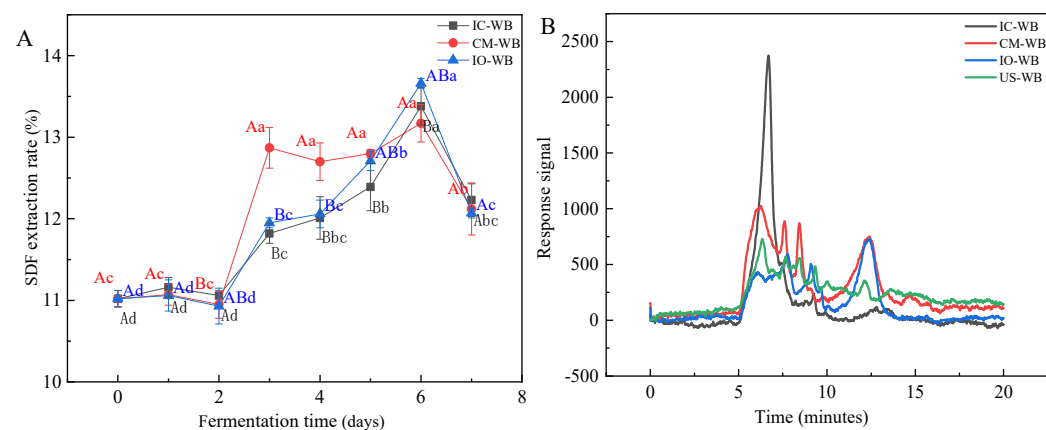 A
IC-WB
CM-WB
IO-WB
SDF extraction rate (%)
14
13
12
11
10
Ac
Ad
Ad
Ac
Ad
Ad
Bc
ABd
Ad
Aa
Bc
Bc
Aa
Bc
Bbc
Aa
ABb
Bb
ABa
Aa
Ba
Ab
Ac
Abc
0
2
4
6
8
Fermentation time (days)
B
IC-WB
CM-WB
IO-WB
US-WB
Response signal
2500
2000
1500
1000
500
0
-500
0
5
10
15
20
Time (minutes)